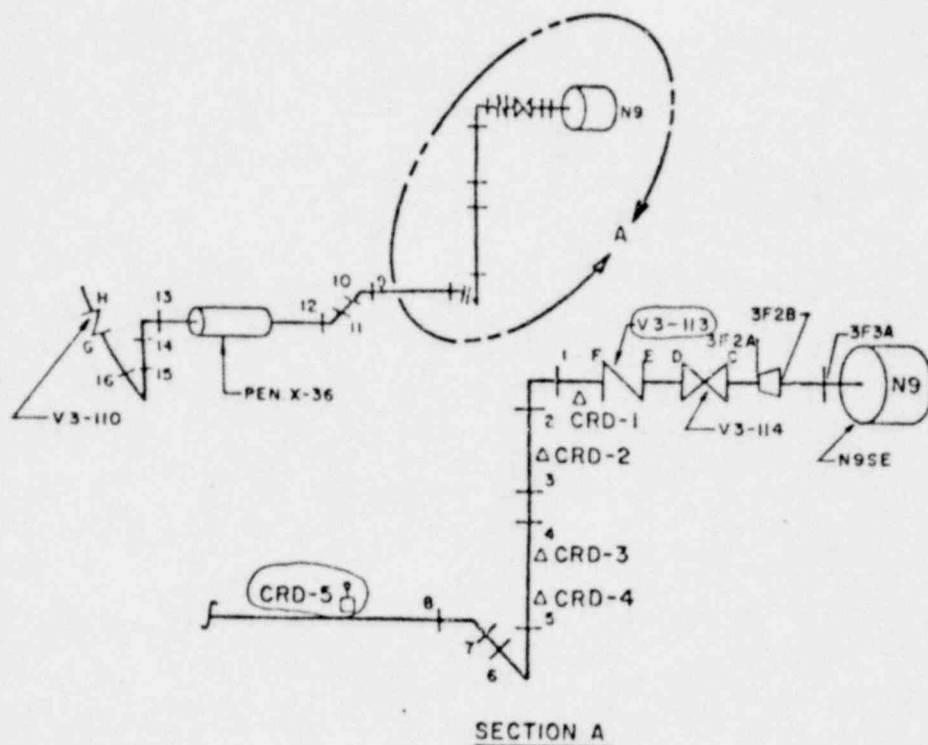 N9
A
10
9
H
13
12
11
G
14
16
15
V3-110
PEN. X-36
3F2B
V3-113
3F2A
3F3A
1
F
E
D
C
N9
2
CRD-1
V3-114
CRD-2
N9SE
3
4
CRD-3
CRD-5
8
CRD-4
5
7
6
SECTION A